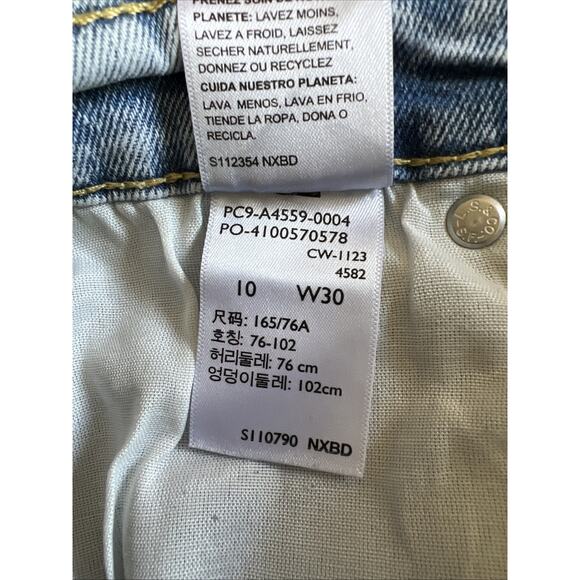 PLANETE: LAVEZ MOINS,
LAVEZ A FROID, LAISSEZ
SECHER NATURELLEMENT,
DONNEZ OU RECYCLEZ
CUIDA NUESTRO PLANETA:
LAVA MENOS, LAVA EN FRIO,
TIENDE LA ROPA, DONA O
RECICLA.
S112354 NXBD
PC9-A4559-0004
PO-4100570578
CW-1123
4582
10 W30
尺码: 165/76A
호칭: 76-102
허리둘레: 76 cm
엉덩이둘레: 102cm
S110790 NXBD